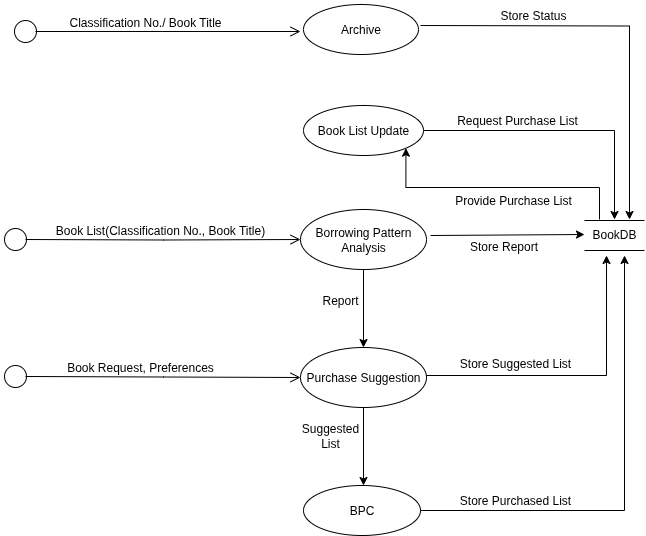 Classification No./ Book Title
Archive
Store Status
Book List Update
Request Purchase List
Provide Purchase List
Book List(Classification No., Book Title)
Borrowing Pattern
Analysis
Store Report
BookDB
Report
Book Request, Preferences
Purchase Suggestion
Store Suggested List
Suggested
List
BPC
Store Purchased List